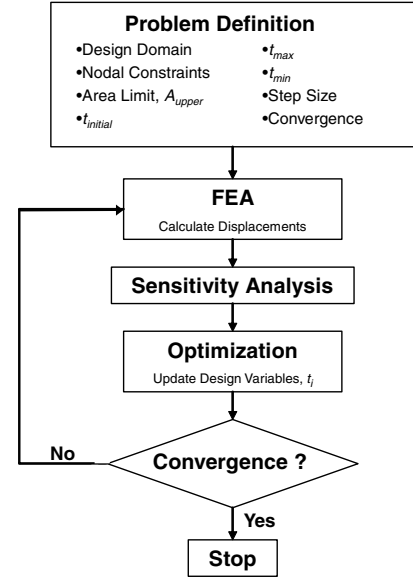 Problem Definition
•Design Domain
•Nodal Constraints
•Area Limit, A_upper
•t_initial
•t_max
•t_min
•Step Size
•Convergence
FEA
Calculate Displacements
Sensitivity Analysis
Optimization
Update Design Variables, t_i
Convergence ?
No
Yes
Stop